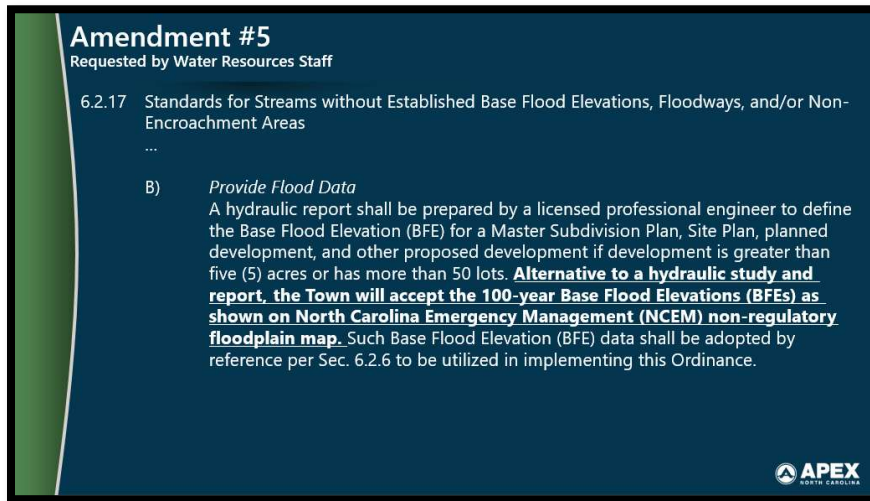 Amendment #5
Requested by Water Resources Staff
6.2.17 Standards for Streams without Established Base Flood Elevations, Floodways, and/or Non-
Encroachment Areas
...
B) Provide Flood Data
A hydraulic report shall be prepared by a licensed professional engineer to define
the Base Flood Elevation (BFE) for a Master Subdivision Plan, Site Plan, planned
development, and other proposed development if development is greater than
five (5) acres or has more than 50 lots. Alternative to a hydraulic study and
report, the Town will accept the 100-year Base Flood Elevations (BFEs) as
shown on North Carolina Emergency Management (NCEM) non-regulatory
floodplain map. Such Base Flood Elevation (BFE) data shall be adopted by
reference per Sec. 6.2.6 to be utilized in implementing this Ordinance.
APEX
NORTH CAROLINA